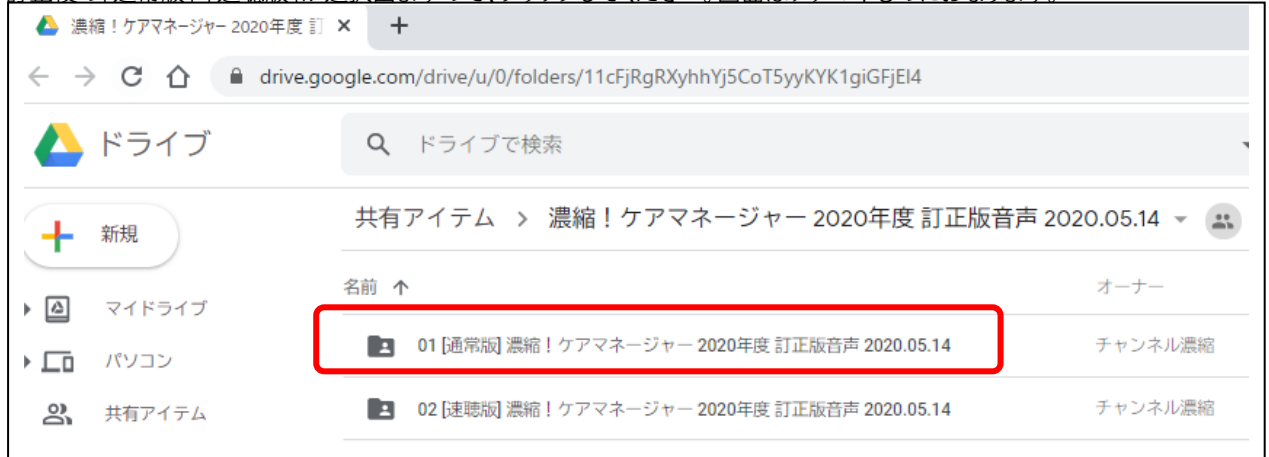 濃縮！ケアマネージャー 2020年度 訂
drive.google.com/drive/u/0/folders/11cFjRgRXyhhYj5CoT5yyKYK1giGFjEl4
ドライブ
ドライブで検索
共有アイテム > 濃縮！ケアマネージャー 2020年度 訂正版音声 2020.05.14
新規
名前 ↑
オーナー
マイドライブ
01 [通常版] 濃縮！ケアマネージャー 2020年度 訂正版音声 2020.05.14
チャンネル濃縮
パソコン
02 [速聴版] 濃縮！ケアマネージャー 2020年度 訂正版音声 2020.05.14
チャンネル濃縮
共有アイテム